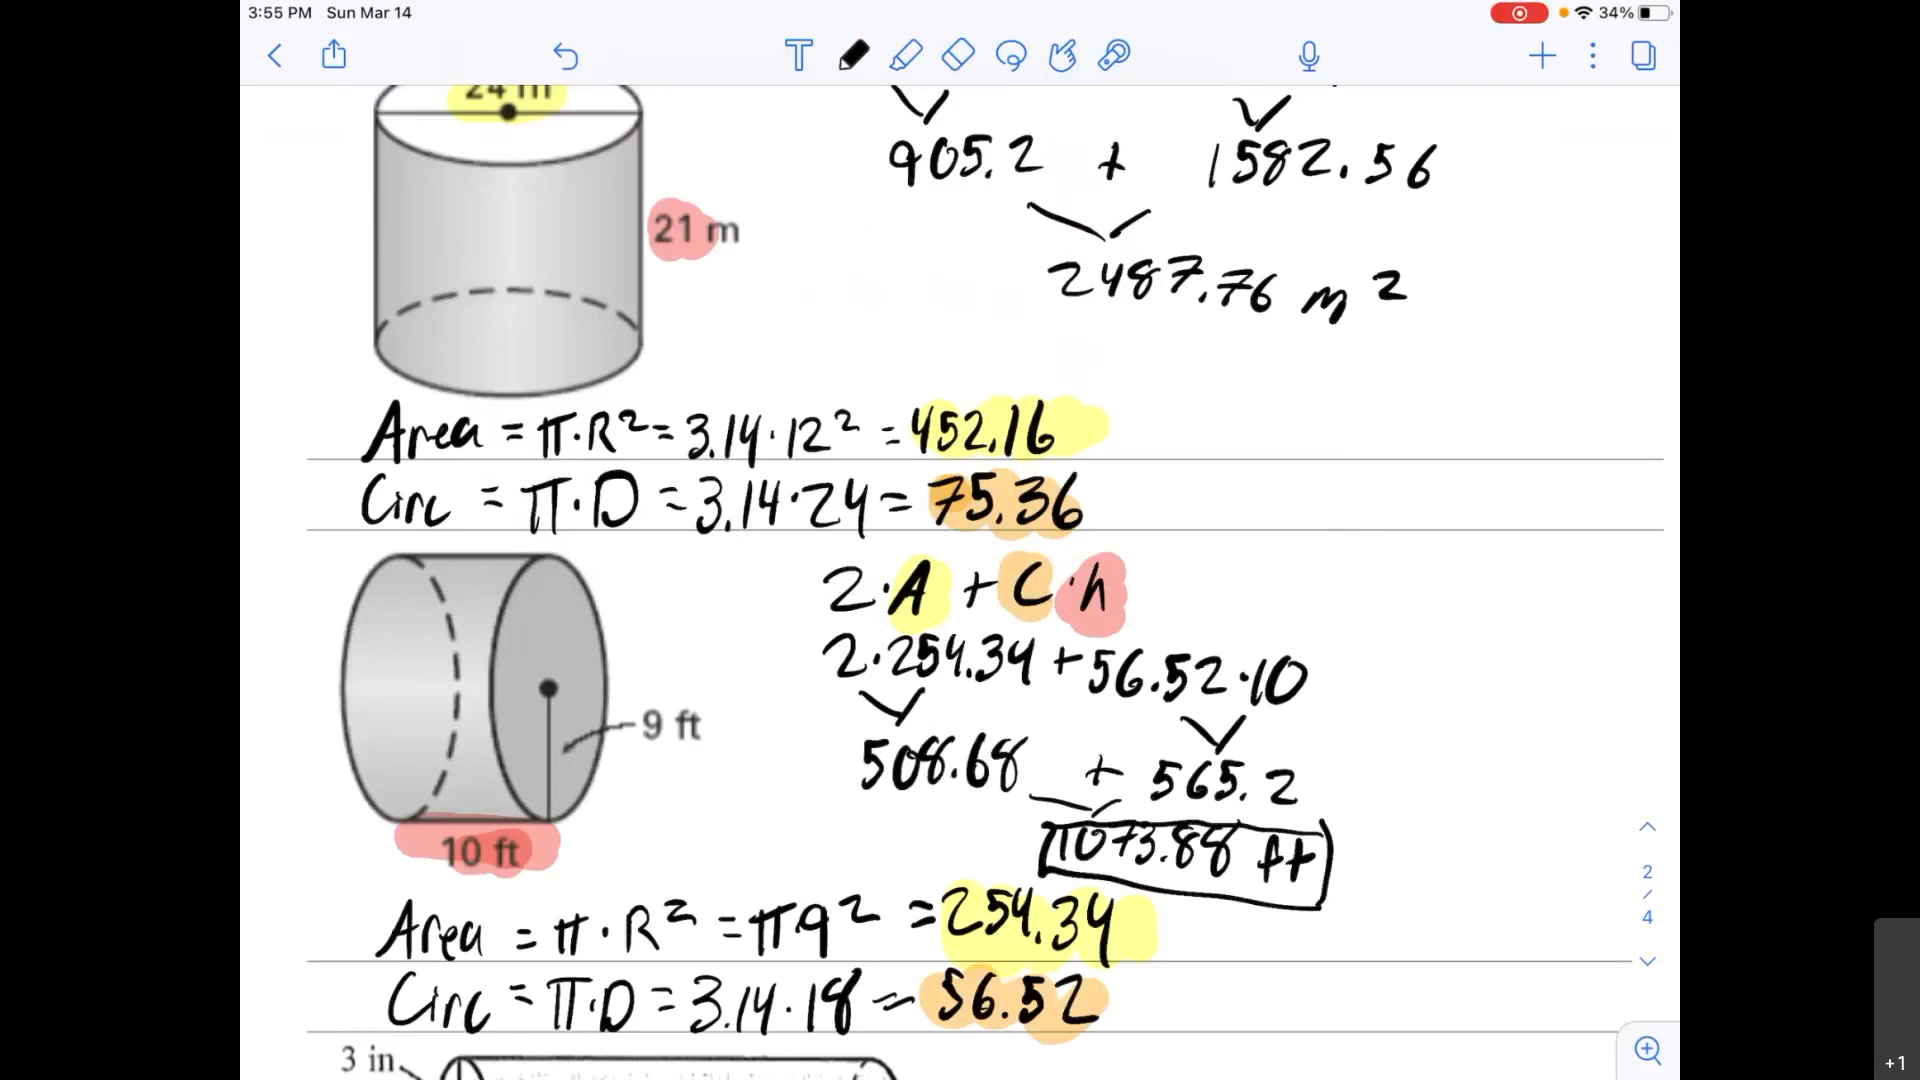 3:55 PM Sun Mar 14
34%
24 m
905.2 + 1582.56
21 m
2487.76 m²
Area = π·R² = 3.14·12² = 452.16
Circ = π·D = 3.14·24 = 75.36
2·A + C·h
2·254.34 + 56.52·10
9 ft
508.68 + 565.2
10 ft
1073.88 ft
Area = π·R² = π9² = 254.34
Circ = π·D = 3.14·18 = 56.52
3 in
2
/
4
+1